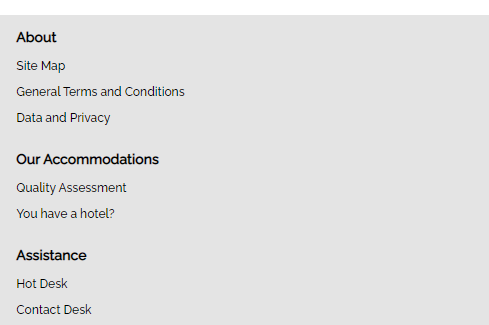 About
Site Map
General Terms and Conditions
Data and Privacy
Our Accommodations
Quality Assessment
You have a hotel?
Assistance
Hot Desk
Contact Desk